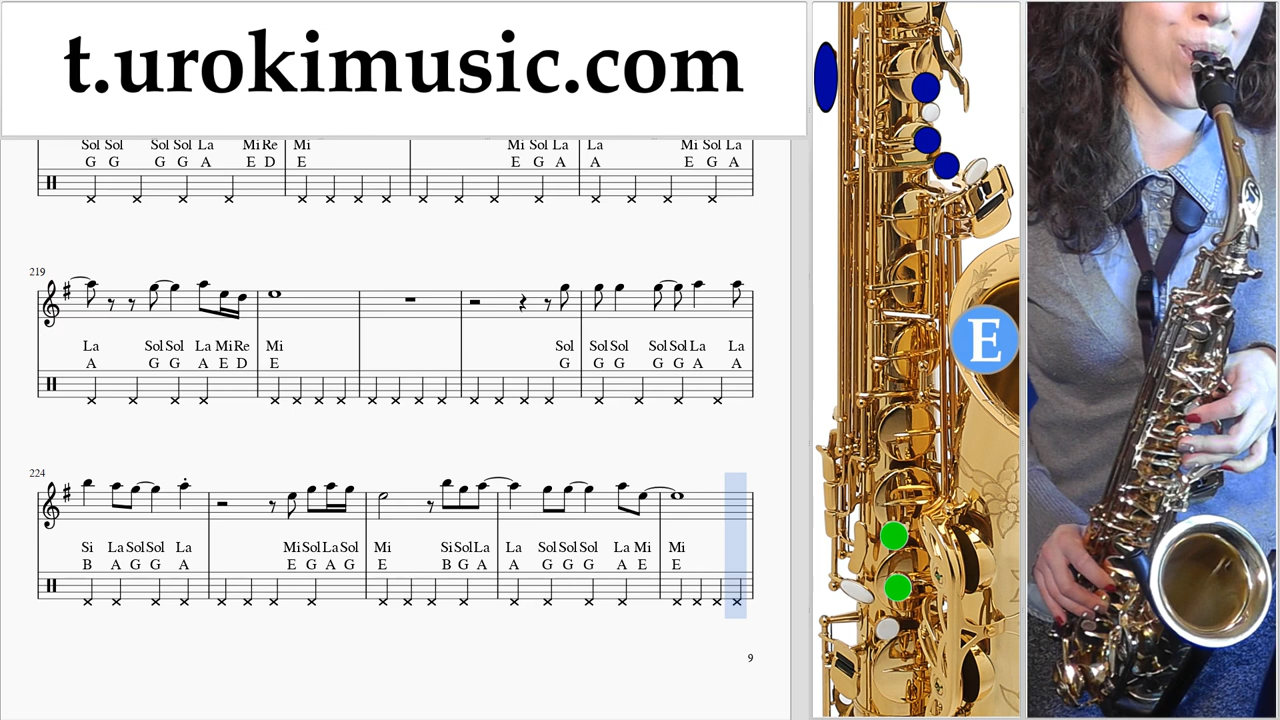 t.urokimusic.com
Sol Sol Sol Sol La Mi Re Mi Mi Sol La La Mi Sol La
G G G G A E D E E G A A E G A
219
La Sol Sol La Mi Re Mi Sol Sol Sol Sol Sol La La
A G G A E D E G G G G G A A
E
224
Si La Sol Sol La Mi Sol La Sol Mi Si Sol La La Sol Sol Sol La Mi Mi
B A G G A E G A G E B G A A G G G A E E
9